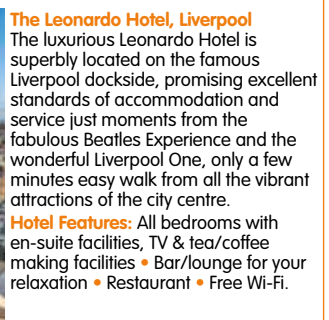 The Leonardo Hotel, Liverpool
The luxurious Leonardo Hotel is
superbly located on the famous
Liverpool dockside, promising excellent
standards of accommodation and
service just moments from the
fabulous Beatles Experience and the
wonderful Liverpool One, only a few
minutes easy walk from all the vibrant
attractions of the city centre.
Hotel Features: All bedrooms with
en-suite facilities, TV & tea/coffee
making facilities • Bar/lounge for your
relaxation • Restaurant • Free Wi-Fi.